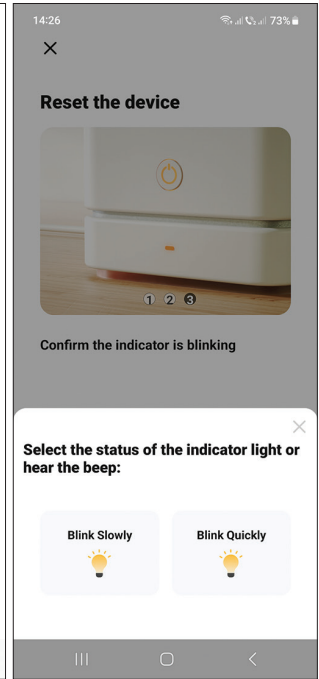 14:26
73%
Reset the device
1 2 3
Confirm the indicator is blinking
Select the status of the indicator light or
hear the beep:
Blink Slowly
Blink Quickly